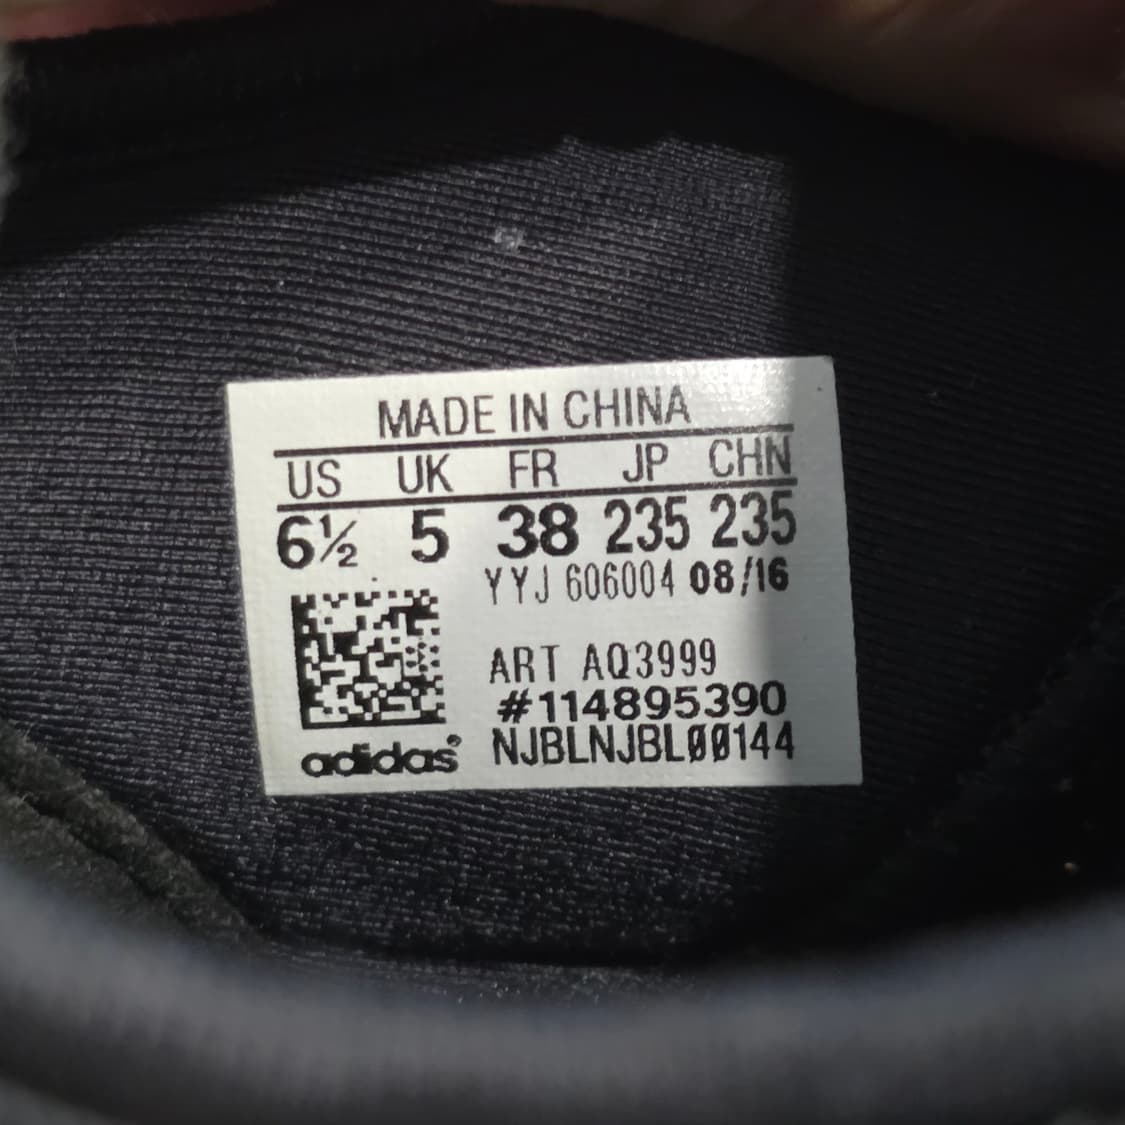 MADE IN CHINA
US UK FR JP CHN
6½ 5 38 235 235
YYJ 606004 08/16
ART AQ3999
#114895390
adidas NJBLNJBL00144